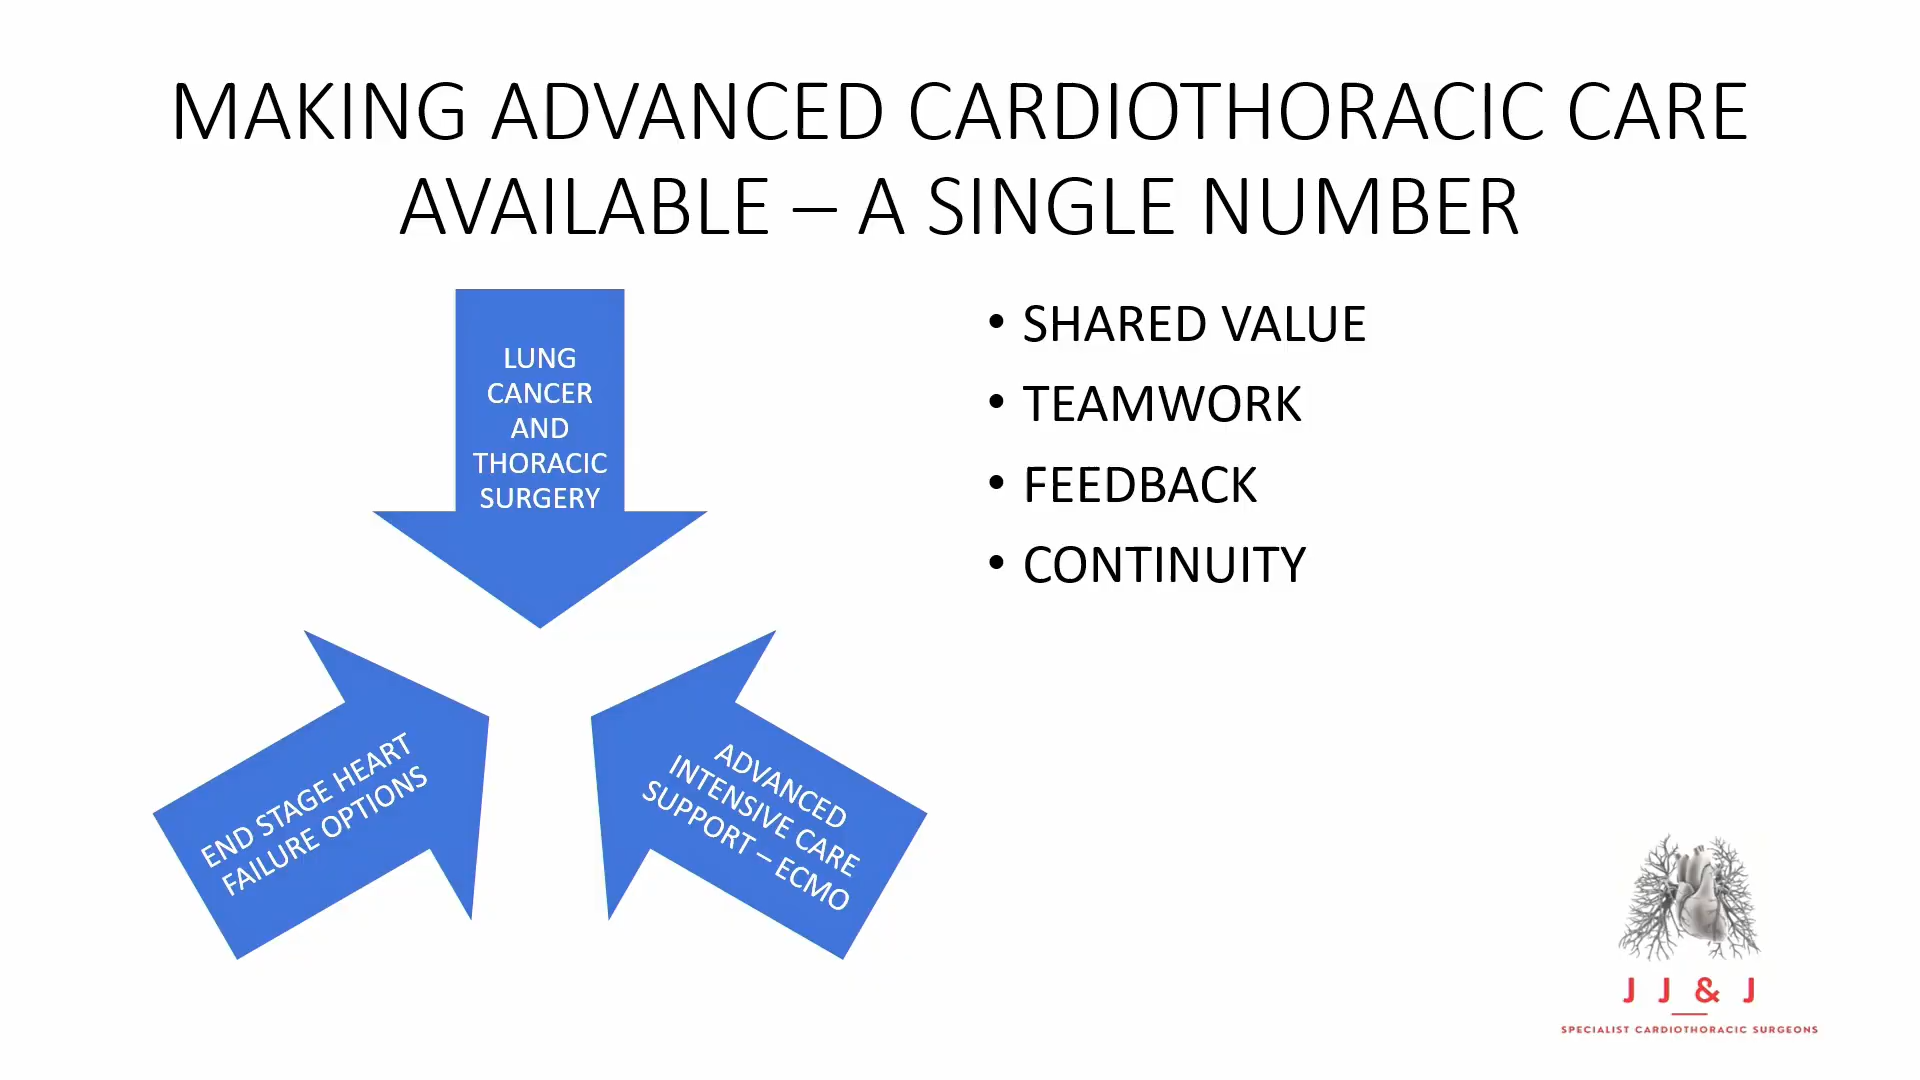 MAKING ADVANCED CARDIOTHORACIC CARE
AVAILABLE – A SINGLE NUMBER
LUNG
CANCER
AND
THORACIC
SURGERY
END STAGE HEART
FAILURE OPTIONS
ADVANCED
INTENSIVE CARE
SUPPORT – ECMO
• SHARED VALUE
• TEAMWORK
• FEEDBACK
• CONTINUITY
J J & J
SPECIALIST CARDIOTHORACIC SURGEONS